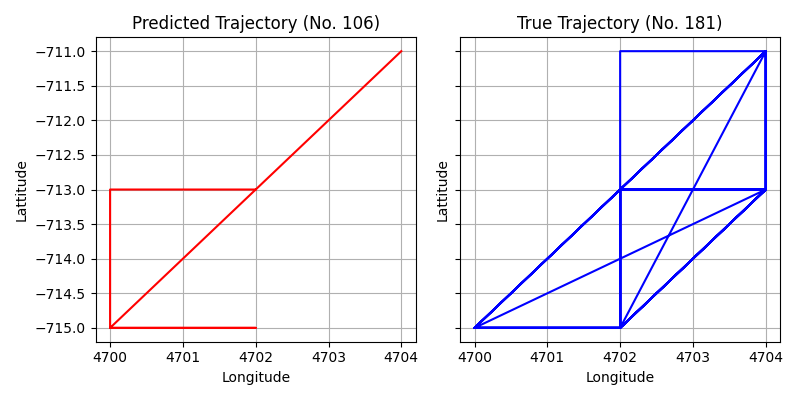 Predicted Trajectory (No. 106)
True Trajectory (No. 181)
Lattitude
−711.0
−711.5
−712.0
−712.5
−713.0
−713.5
−714.0
−714.5
−715.0
4700 4701 4702 4703 4704
Longitude
Lattitude
4700 4701 4702 4703 4704
Longitude